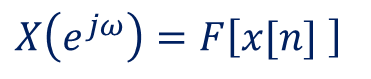 X(e^{jω}) = F[x[n] ]